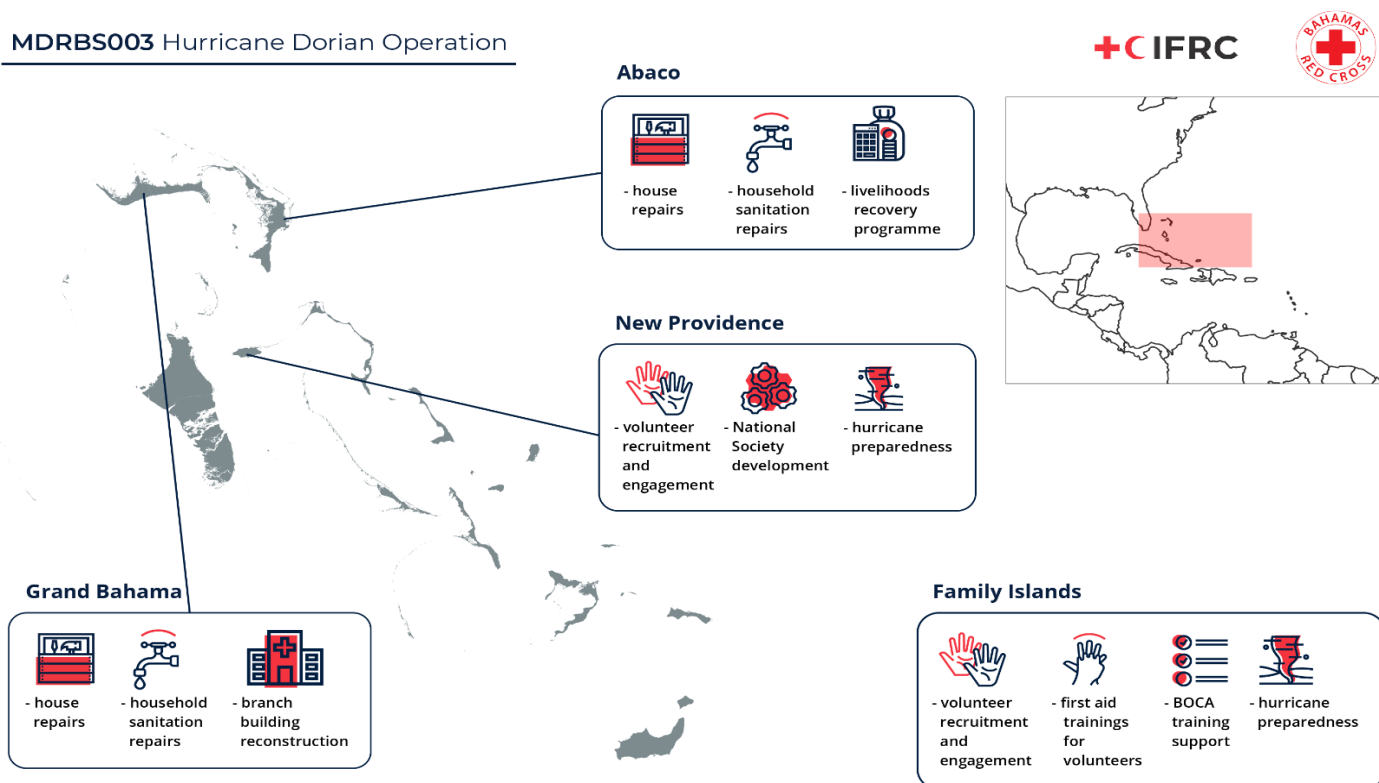 MDRBS003 Hurricane Dorian Operation
IFRC
BAHAMAS
RED CROSS
Abaco
- house
repairs
- household
sanitation
repairs
- livelihoods
recovery
programme
New Providence
- volunteer
recruitment
and
engagement
- National
Society
development
- hurricane
preparedness
Grand Bahama
- house
repairs
- household
sanitation
repairs
- branch
building
reconstruction
Family Islands
- volunteer
recruitment
and
engagement
- first aid
trainings
for
volunteers
- BOCA
training
support
- hurricane
preparedness